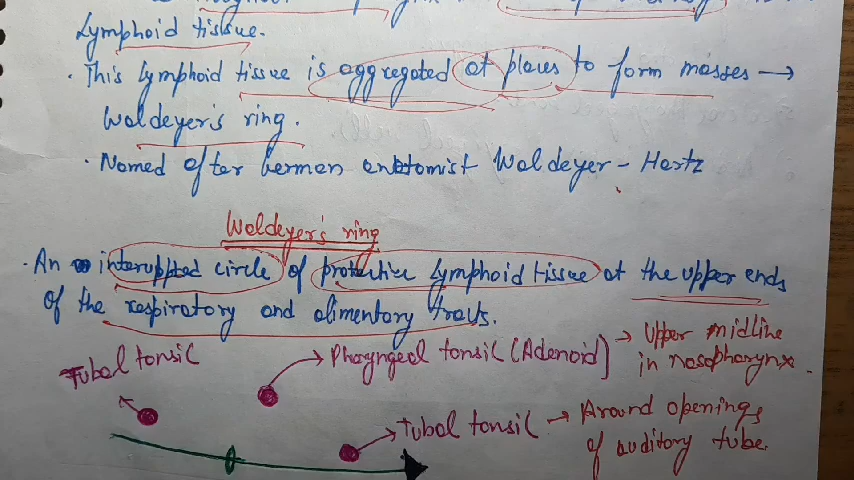 Lymphoid tissue.
· This lymphoid tissue is aggregated at places to form masses →
Waldeyer's ring.
· Named after German anatomist Waldeyer - Hartz
Waldeyer's ring
· An interuppted circle of protective lymphoid tissue at the upper ends
of the respiratory and alimentary tracts.
Tubal tonsil
Pharyngeal tonsil (Adenoid) → Upper midline
in nasopharynx.
Tubal tonsil → Around openings
of auditory tube.